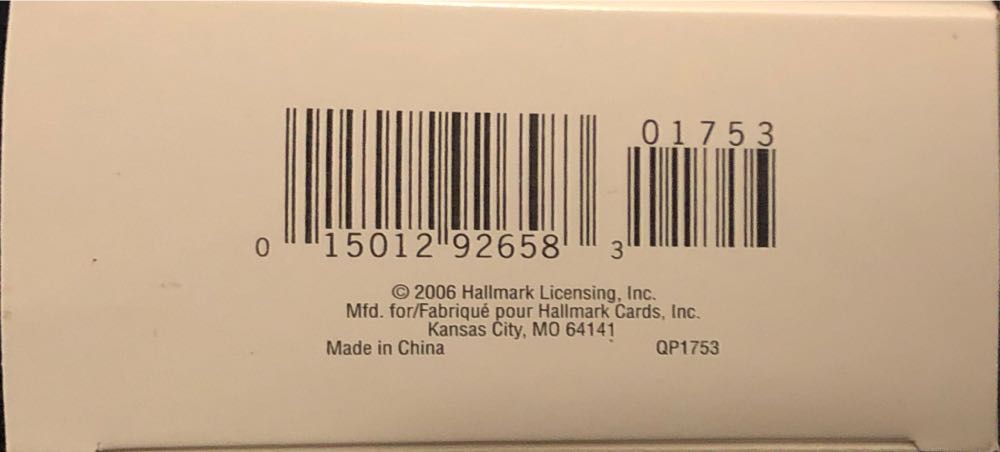 01753
0 15012 92658 3
© 2006 Hallmark Licensing, Inc.
Mfd. for/Fabriqué pour Hallmark Cards, Inc.
Kansas City, MO 64141
Made in China QP1753